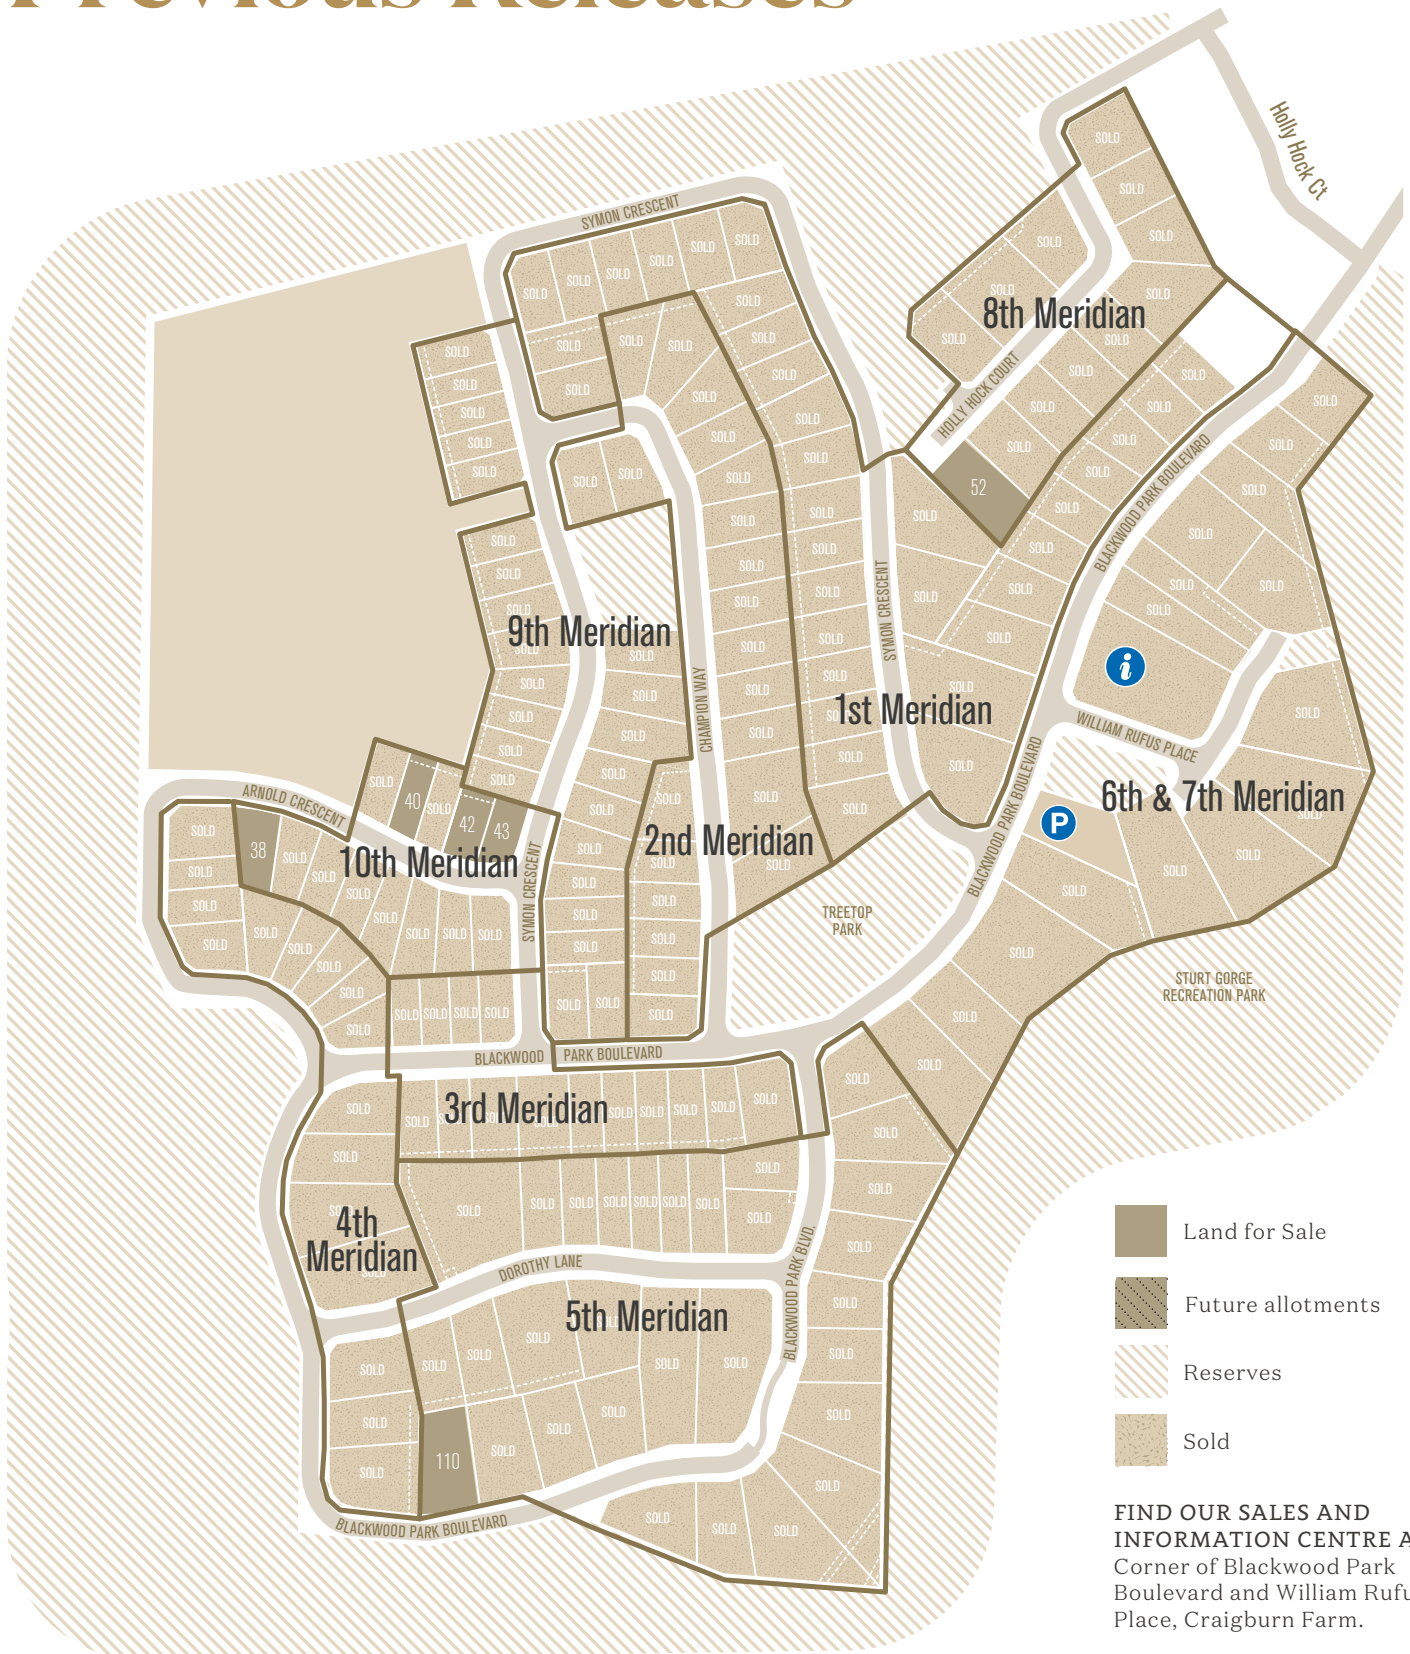 Previous Releases
Holly Hock Ct
SYMON CRESCENT
8th Meridian
HOLLY HOCK COURT
52
BLACKWOOD PARK BOULEVARD
9th Meridian
SYMON CRESCENT
CHAMPION WAY
1st Meridian
WILLIAM RUFUS PLACE
6th & 7th Meridian
P
i
ARNOLD CRESCENT
40
42
43
38
10th Meridian
SYMON CRESCENT
2nd Meridian
BLACKWOOD PARK BOULEVARD
TREETOP
PARK
STURT GORGE
RECREATION PARK
BLACKWOOD PARK BOULEVARD
3rd Meridian
4th
Meridian
DOROTHY LANE
BLACKWOOD PARK BLVD.
5th Meridian
110
BLACKWOOD PARK BOULEVARD
SOLD
Land for Sale
Future allotments
Reserves
Sold
FIND OUR SALES AND
INFORMATION CENTRE A
Corner of Blackwood Park
Boulevard and William Rufu
Place, Craigburn Farm.